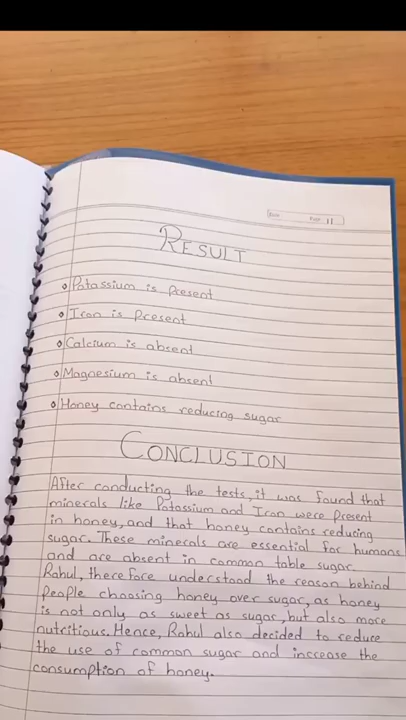 Date
Page 11
RESULT
Potassium is present
Iron is Present
Calcium is absent
Magnesium is absent
Honey contains reducing sugar
CONCLUSION
After conducting the tests, it was found that
minerals like Potassium and Iron were Present
in honey, and that honey contains reducing
sugar. These minerals are essential for humans
and are absent in common table sugar.
Rahul, therefore understood the reason behind
people choosing honey over sugar, as honey
is not only as sweet as sugar, but also more
nutritious. Hence, Rahul also decided to reduce
the use of common sugar and increase the
consumption of honey.